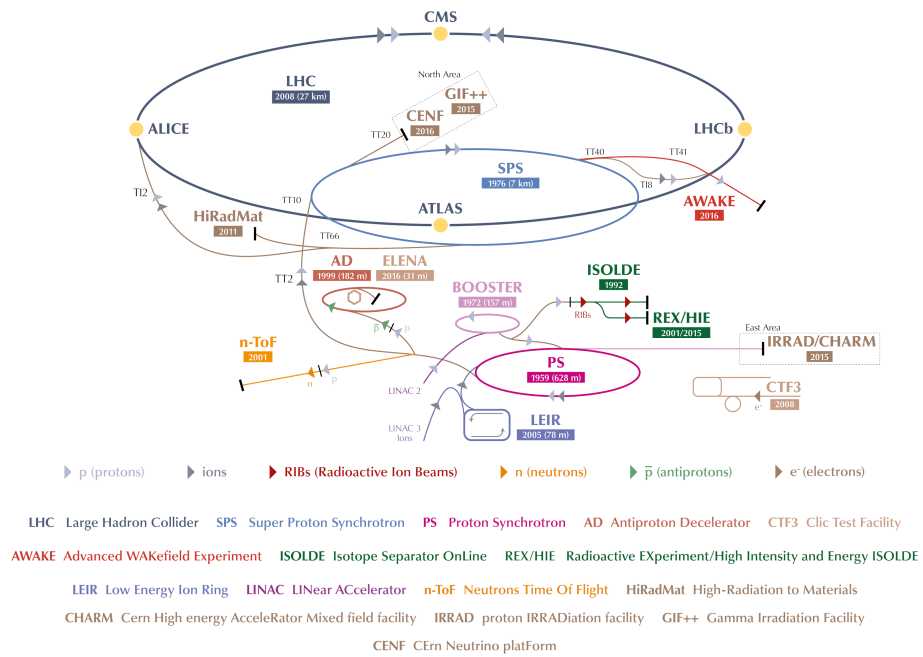 CMS
North Area
LHC
2008 (27 km)
GIF++
2015
CENF
2016
TT20
ALICE
LHCb
TT40
TT41
SPS
1976 (7 km)
TI8
TI2
TT10
AWAKE
2016
HiRadMat
2011
ATLAS
TT66
AD
1999 (182 m)
ELENA
2016 (31 m)
TT2
ISOLDE
1992
BOOSTER
1972 (157 m)
RIBs
REX/HIE
2001/2015
p̅
p
East Area
n-ToF
2001
IRRAD/CHARM
2015
PS
1959 (628 m)
n
p
LINAC 2
CTF3
2008
e-
LINAC 3
Ions
LEIR
2005 (78 m)
p (protons)
ions
RIBs (Radioactive Ion Beams)
n (neutrons)
p̅ (antiprotons)
e- (electrons)
LHC Large Hadron Collider SPS Super Proton Synchrotron PS Proton Synchrotron AD Antiproton Decelerator CTF3 Clic Test Facility
AWAKE Advanced WAKefield Experiment ISOLDE Isotope Separator OnLine REX/HIE Radioactive EXperiment/High Intensity and Energy ISOLDE
LEIR Low Energy Ion Ring LINAC LINear ACcelerator n-ToF Neutrons Time Of Flight HiRadMat High-Radiation to Materials
CHARM Cern High energy AcceleRator Mixed field facility IRRAD proton IRRADiation facility GIF++ Gamma Irradiation Facility
CENF CErn Neutrino platForm